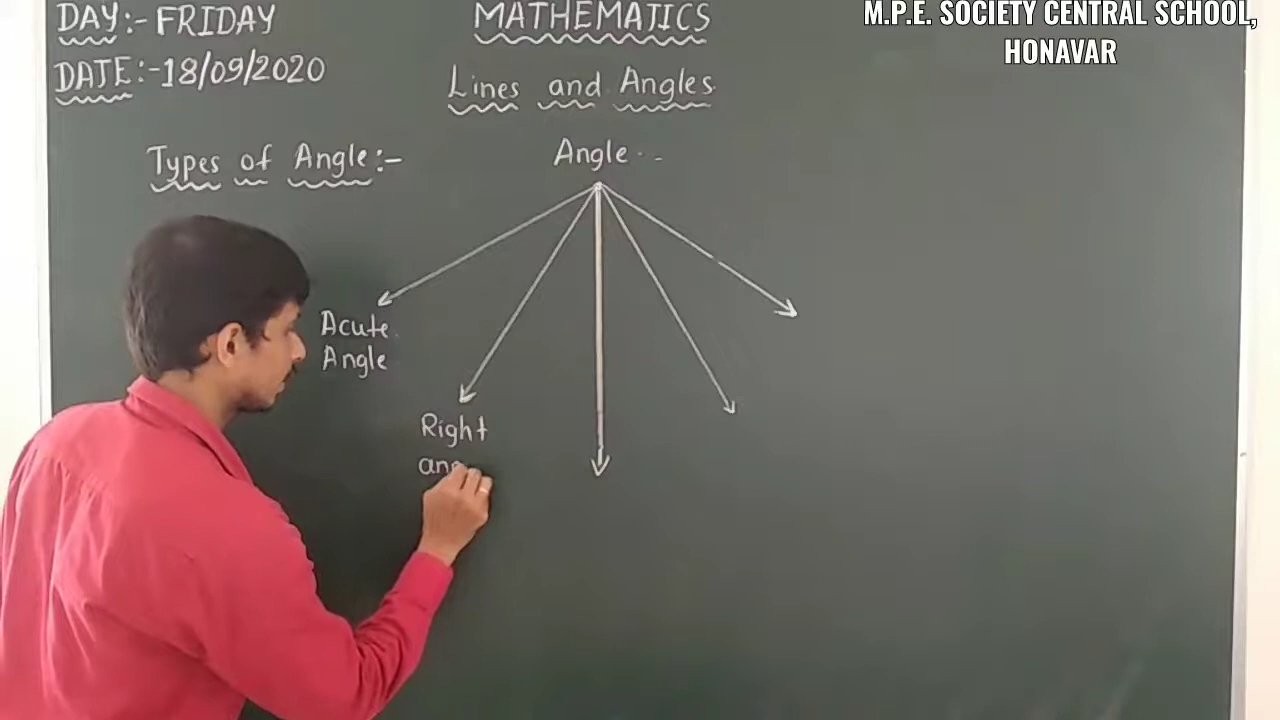 DAY:- FRIDAY
DATE:-18/09/2020
MATHEMATICS
Lines and Angles
M.P.E. SOCIETY CENTRAL SCHOOL,
HONAVAR
Types of Angle:-
Angle
Acute
Angle
Right